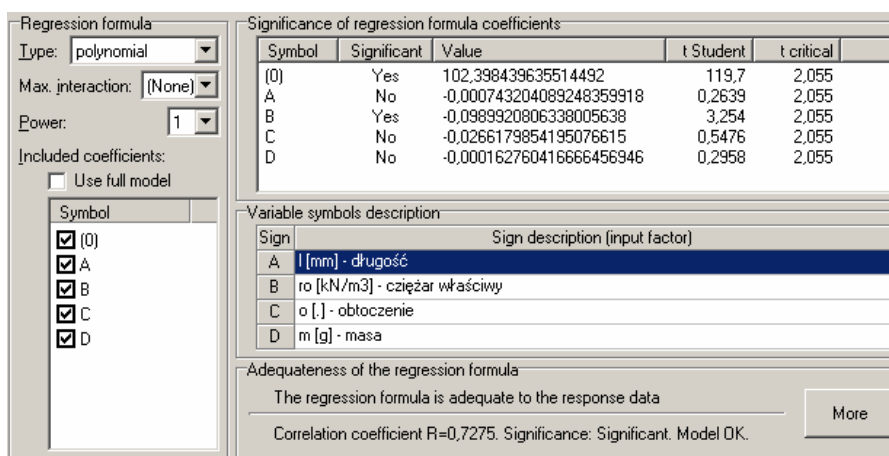 Regression formula
Type: polynomial
Max. interaction: (None)
Power: 1
Included coefficients:
Use full model
Symbol
(0)
A
B
C
D
Significance of regression formula coefficients
Symbol Significant Value t Student t critical
(0) Yes 102,398439635514492 119,7 2,055
A No -0,000743204089248359918 0,2639 2,055
B Yes -0,0989920806338005638 3,254 2,055
C No -0,0266179854195076615 0,5476 2,055
D No -0,000162760416666456946 0,2958 2,055
Variable symbols description
Sign Sign description (input factor)
A l [mm] - długość
B ro [kN/m3] - cziężar właściwy
C o [.] - obtoczenie
D m [g] - masa
Adequateness of the regression formula
The regression formula is adequate to the response data
Correlation coefficient R=0,7275. Significance: Significant. Model OK.
More